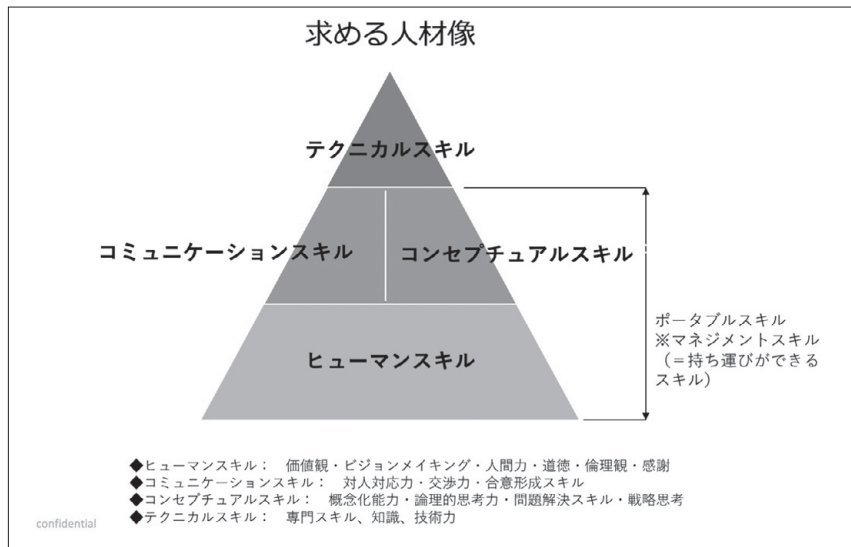 求める人材像
テクニカルスキル
コミュニケーションスキル
コンセプチュアルスキル
ヒューマンスキル
ポータブルスキル
※マネジメントスキル
（＝持ち運びができる
スキル）
◆ヒューマンスキル：　価値観・ビジョンメイキング・人間力・道徳・倫理観・感謝
◆コミュニケーションスキル：　対人対応力・交渉力・合意形成スキル
◆コンセプチュアルスキル：　概念化能力・論理的思考力・問題解決スキル・戦略思考
◆テクニカルスキル：　専門スキル、知識、技術力
confidential